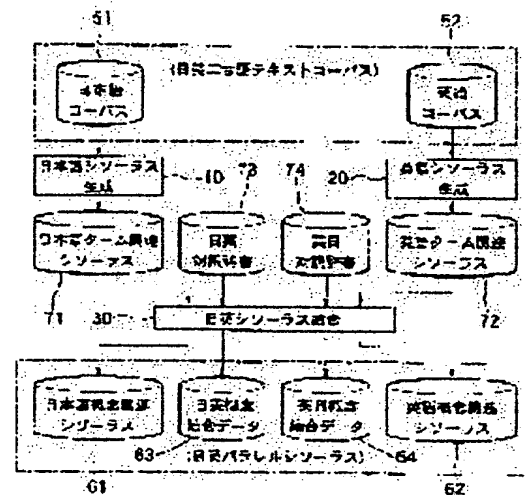 51
52
(日英二言語テキストコーパス)
日本語
コーパス
英語
コーパス
日本語シソーラス
生成
10
73
74
20
英語シソーラス
生成
日本語ターム関連
シソーラス
日英
対訳辞書
英日
対訳辞書
英語ターム関連
シソーラス
71
30
日英シソーラス結合
72
日本語概念関連
シソーラス
日英概念
結合データ
英日概念
結合データ
英語概念関連
シソーラス
63
(日英パラレルシソーラス)
64
61
62